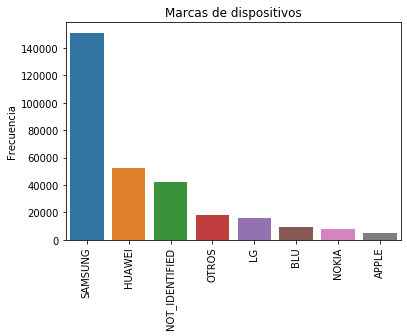 Marcas de dispositivos
Frecuencia
140000
120000
100000
80000
60000
40000
20000
0
SAMSUNG
HUAWEI
NOT_IDENTIFIED
OTROS
LG
BLU
NOKIA
APPLE